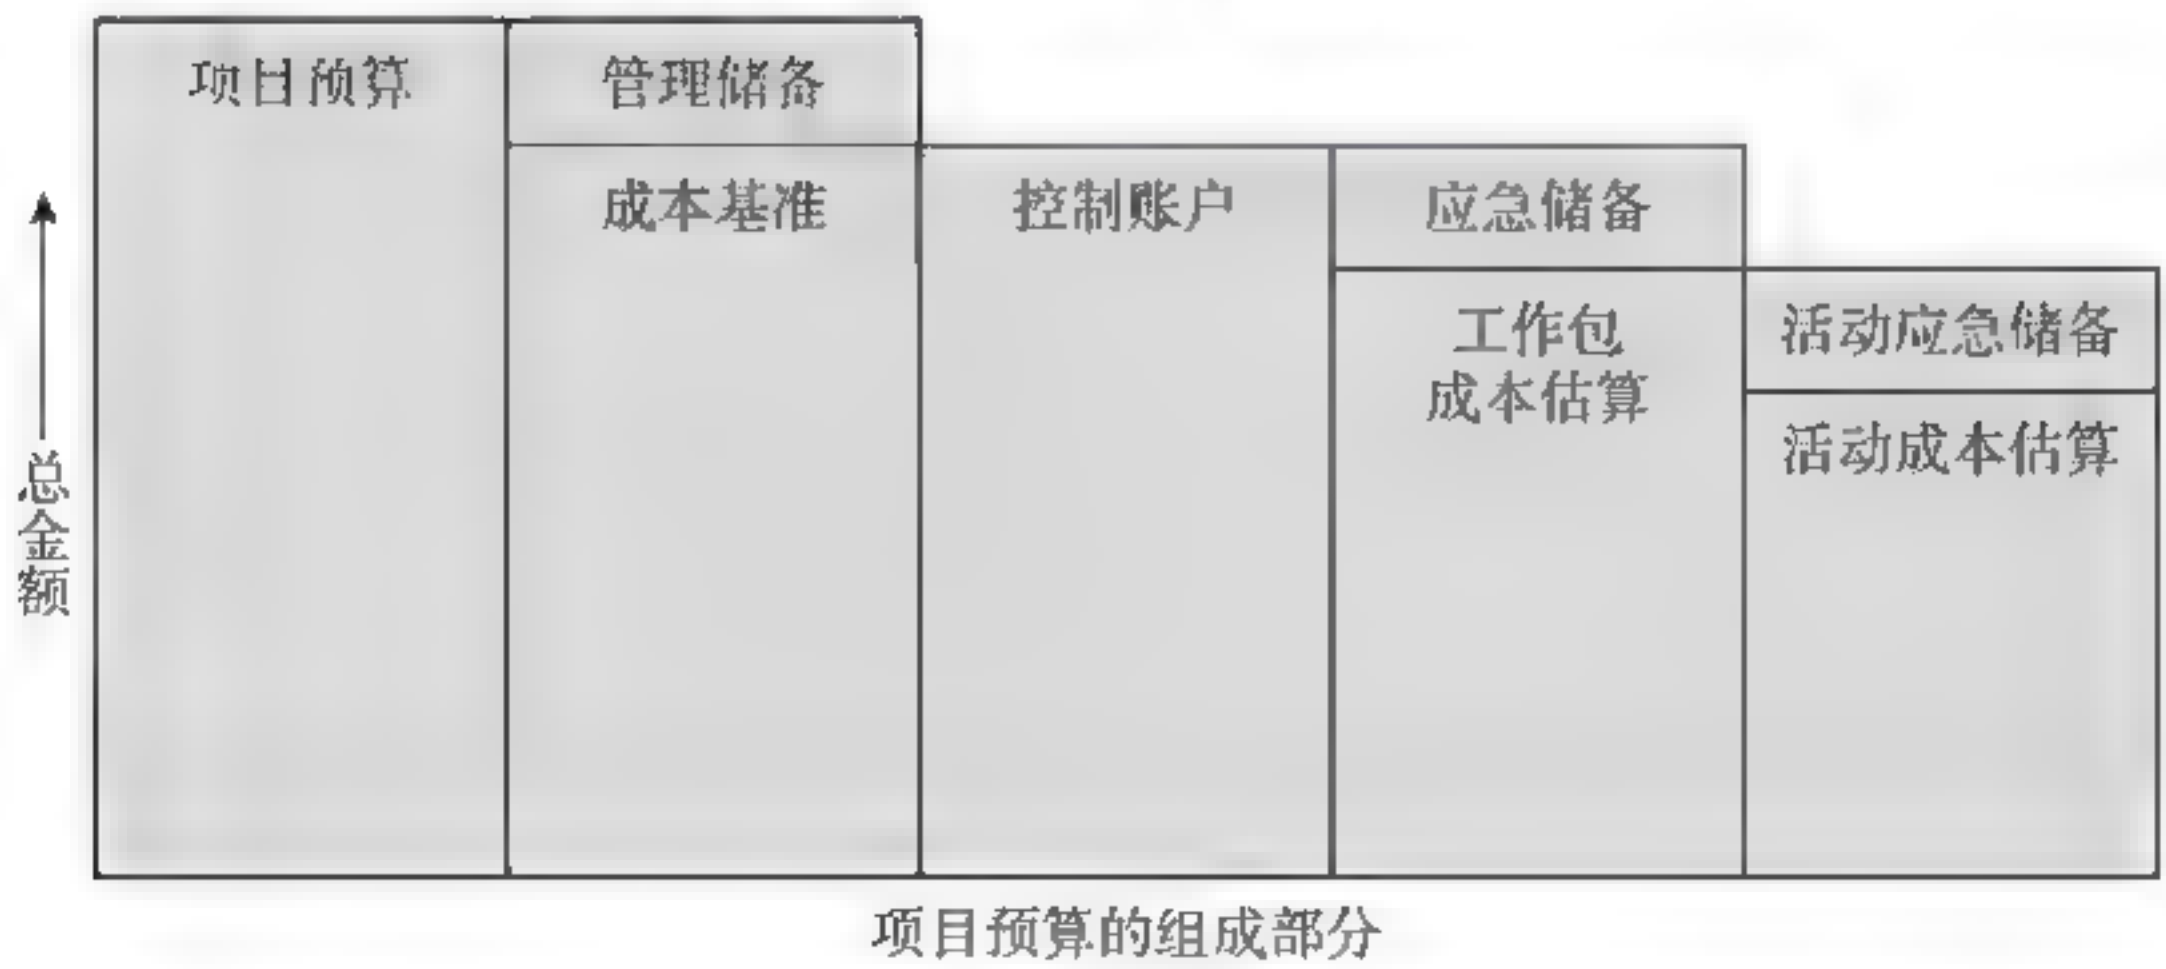 项目预算
管理储备
成本基准
控制账户
应急储备
工作包
成本估算
活动应急储备
活动成本估算
总金额
项目预算的组成部分